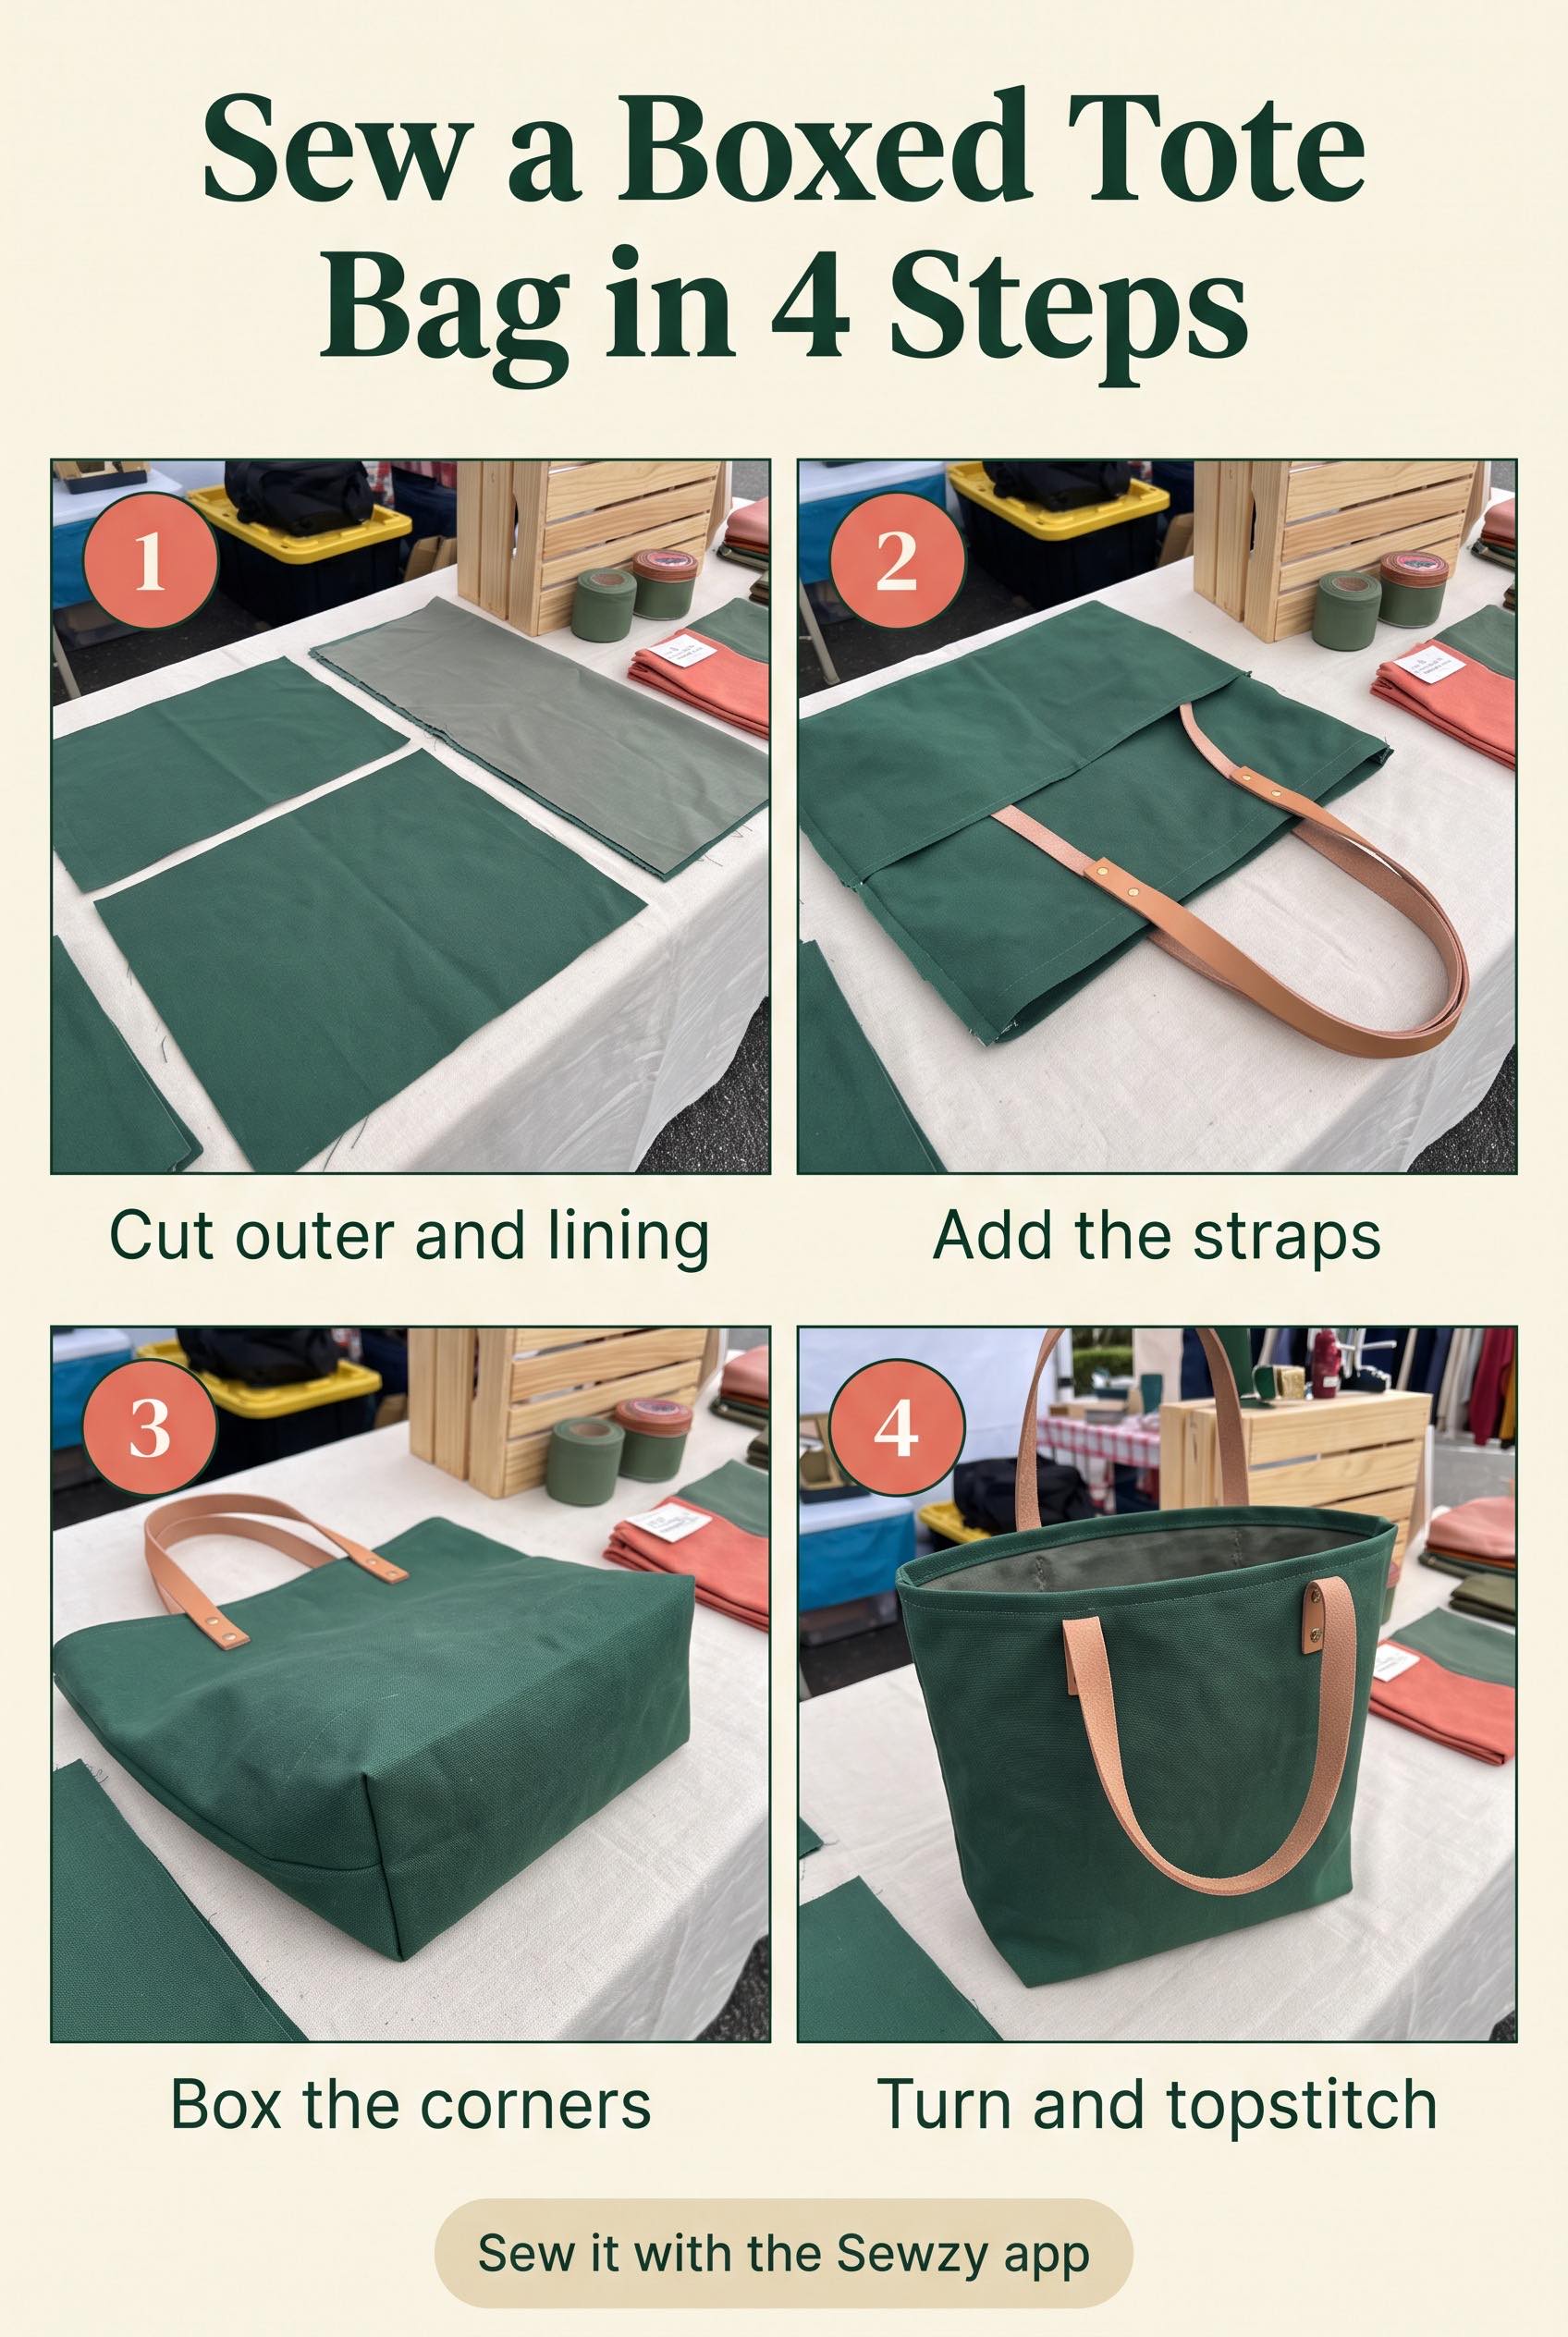 Sew a Boxed Tote
Bag in 4 Steps
1
2
Cut outer and lining
Add the straps
3
4
Box the corners
Turn and topstitch
Sew it with the Sewzy app